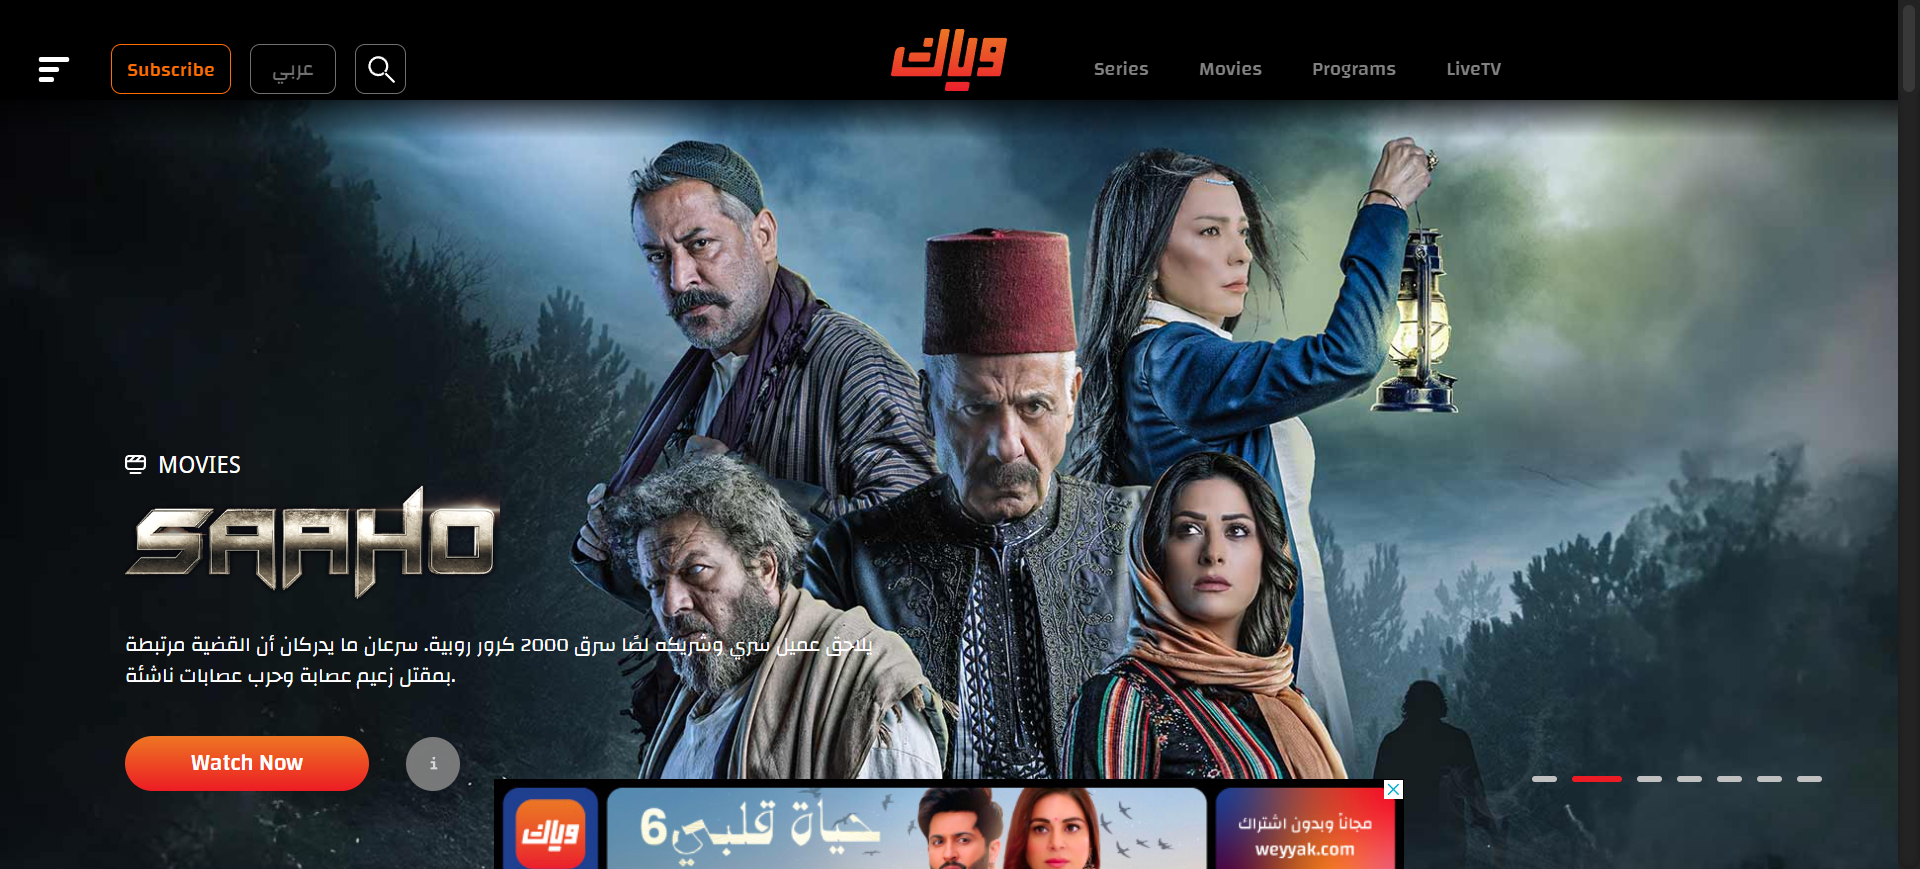 Subscribe
عربي
وياك
Series
Movies
Programs
LiveTV
MOVIES
SAAHO
يلاحق عميل سري وشريكه لصًا سرق 2000 كرور روبية. سرعان ما يدركان أن القضية مرتبطة
بمقتل زعيم عصابة وحرب عصابات ناشئة.
Watch Now
i
وياك
حياة قلبي 6
مجاناً وبدون اشتراك
weyyak.com